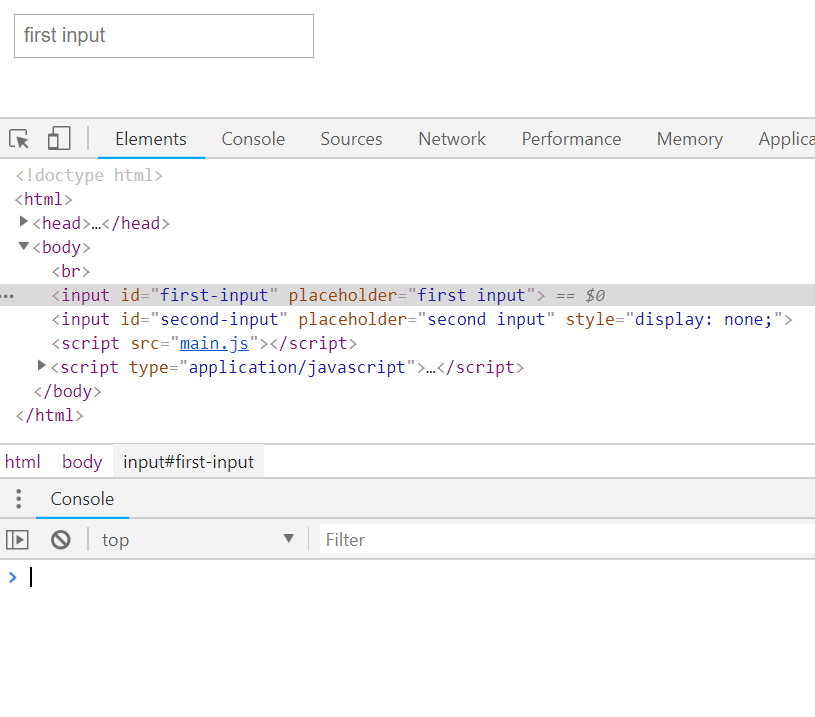 first input
Elements Console Sources Network Performance Memory Applica
<!doctype html>
<html>
<head>…</head>
<body>
<br>
<input id="first-input" placeholder="first input"> == $0
<input id="second-input" placeholder="second input" style="display: none;">
<script src="main.js"></script>
<script type="application/javascript">…</script>
</body>
</html>
html body input#first-input
Console
top Filter